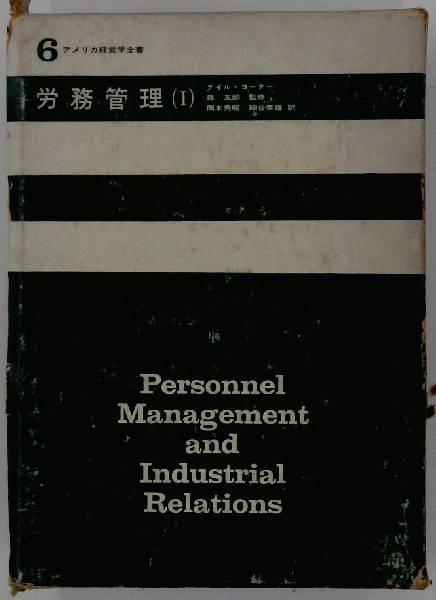 6 アメリカ経営学全書
労務管理(I)
デイル・ヨーダー
森 五郎 監修
岡本秀昭 細谷泰雄 訳
Personnel
Management
and
Industrial
Relations